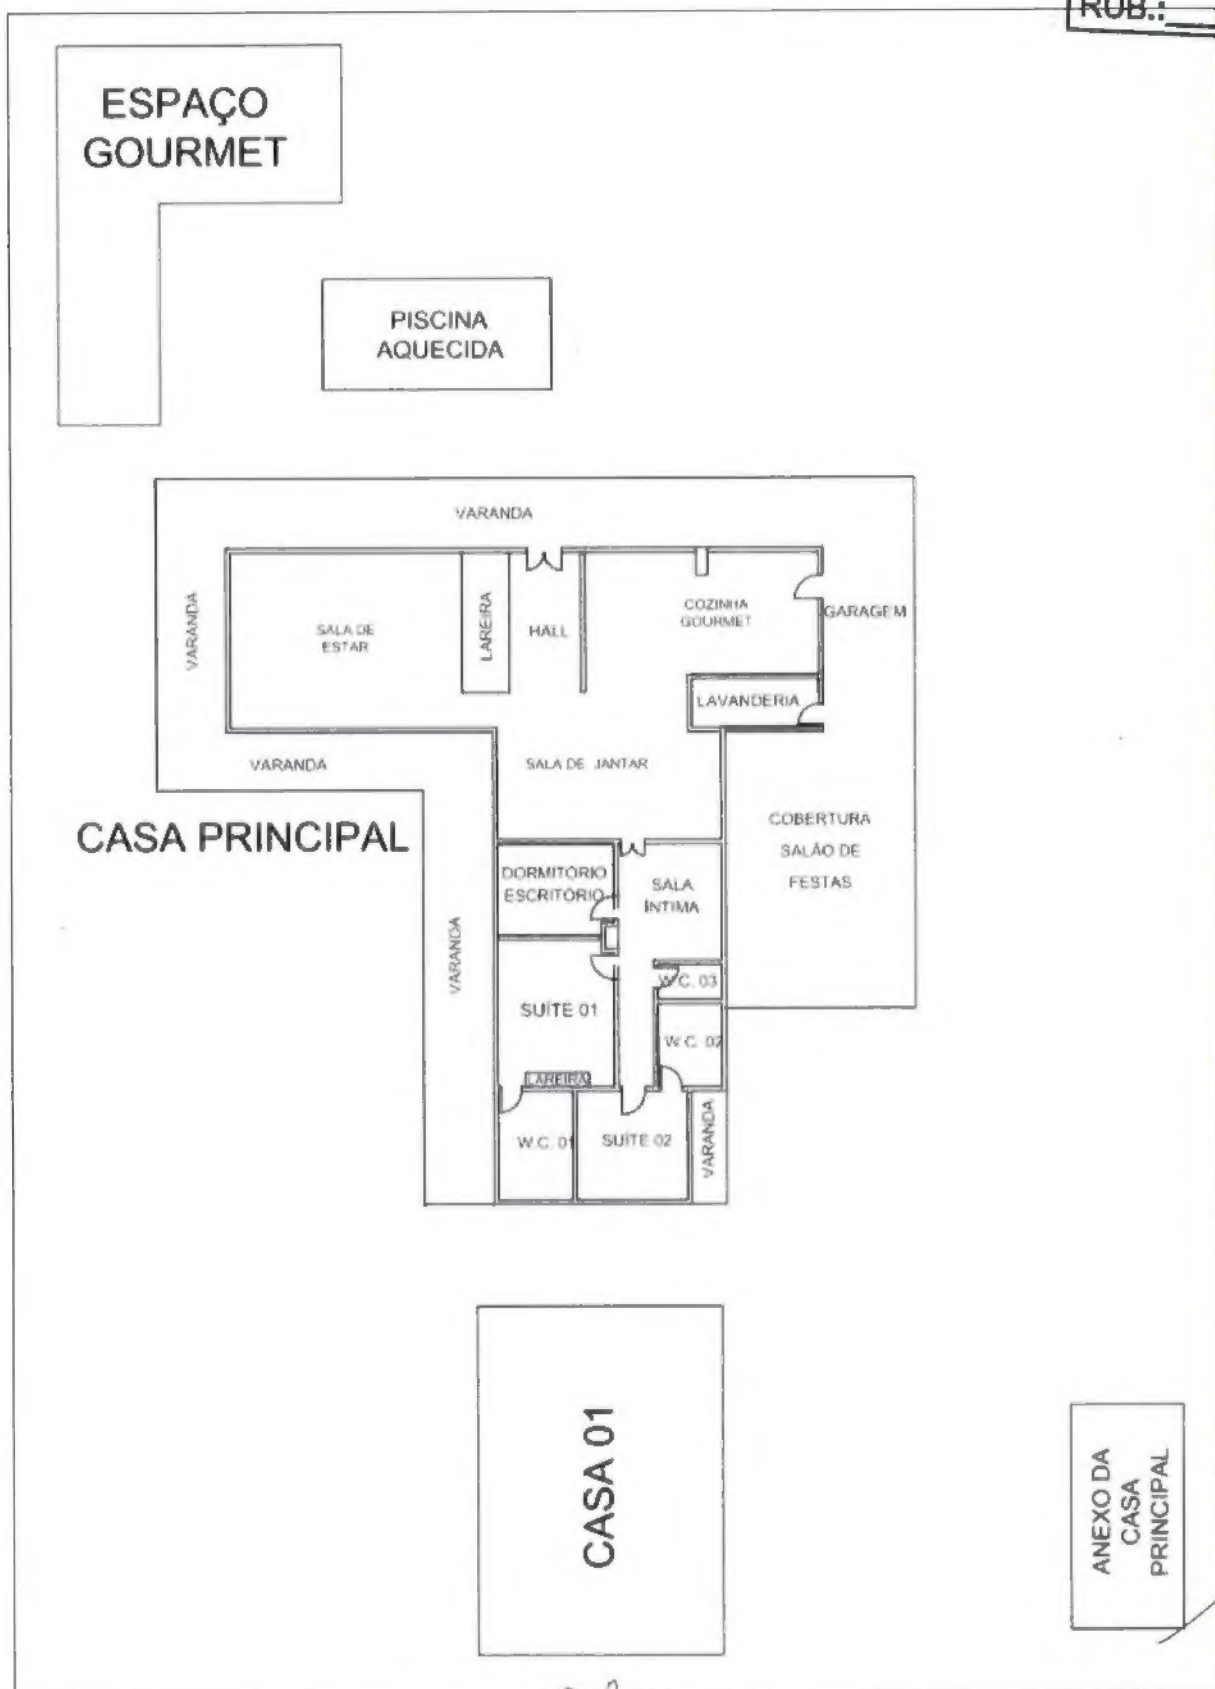 RUB.:
ESPAÇO
GOURMET
PISCINA
AQUECIDA
VARANDA
VARANDA
SALA DE
ESTAR
LAREIRA
HALL
COZINHA
GOURMET
GARAGEM
LAVANDERIA
VARANDA
SALA DE JANTAR
CASA PRINCIPAL
COBERTURA
SALÃO DE
FESTAS
DORMITÓRIO
ESCRITÓRIO
SALA
ÍNTIMA
VARANDA
W.C. 03
SUÍTE 01
W.C. 02
LAREIRA
W.C. 01
SUÍTE 02
VARANDA
CASA 01
ANEXO DA
CASA
PRINCIPAL